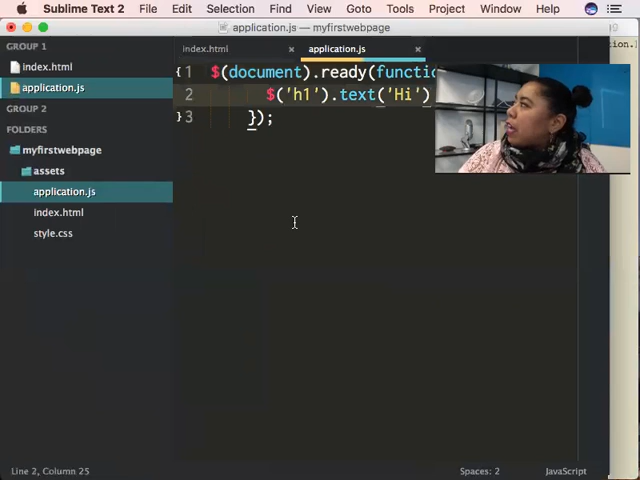 Sublime Text 2 File Edit Selection Find View Goto Tools Project Window Help
application.js — myfirstwebpage
GROUP 1
index.html
application.js
GROUP 2
FOLDERS
myfirstwebpage
assets
application.js
index.html
style.css
index.html × application.js ×
1 $(document).ready(functio
2 $('h1').text('Hi')
3 });
Line 2, Column 25 Spaces: 2 JavaScript